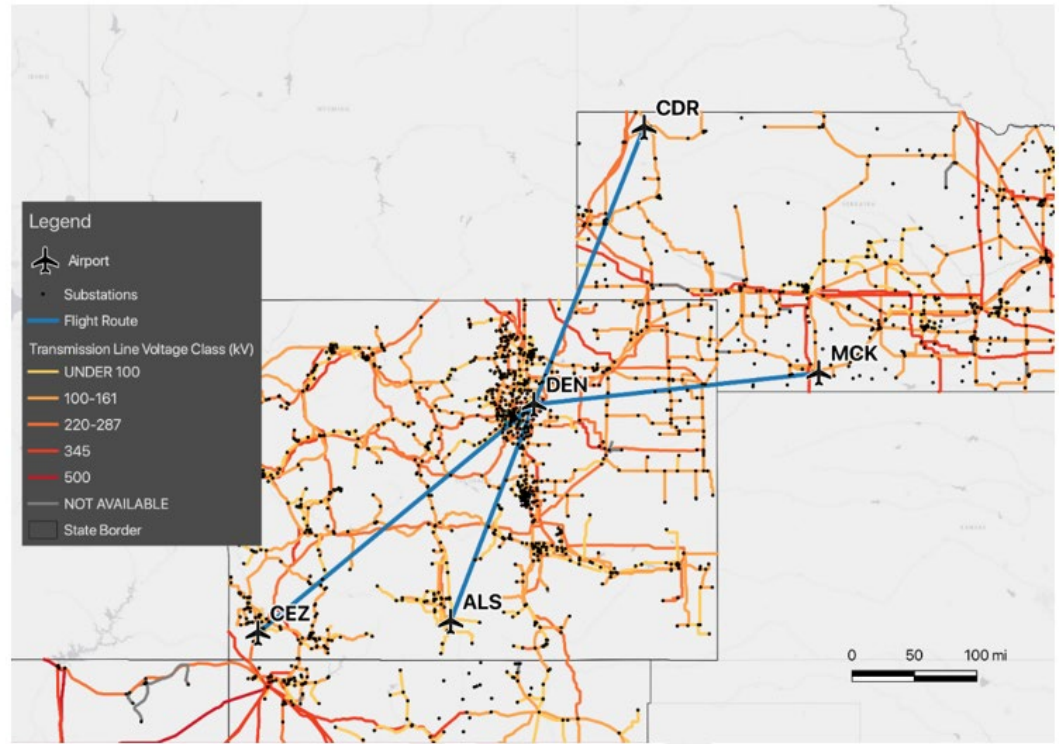 CDR
Legend
Airport
Substations
Flight Route
Transmission Line Voltage Class (kV)
UNDER 100
100-161
220-287
345
500
NOT AVAILABLE
State Border
MCK
DEN
CEZ
ALS
0 50 100 mi